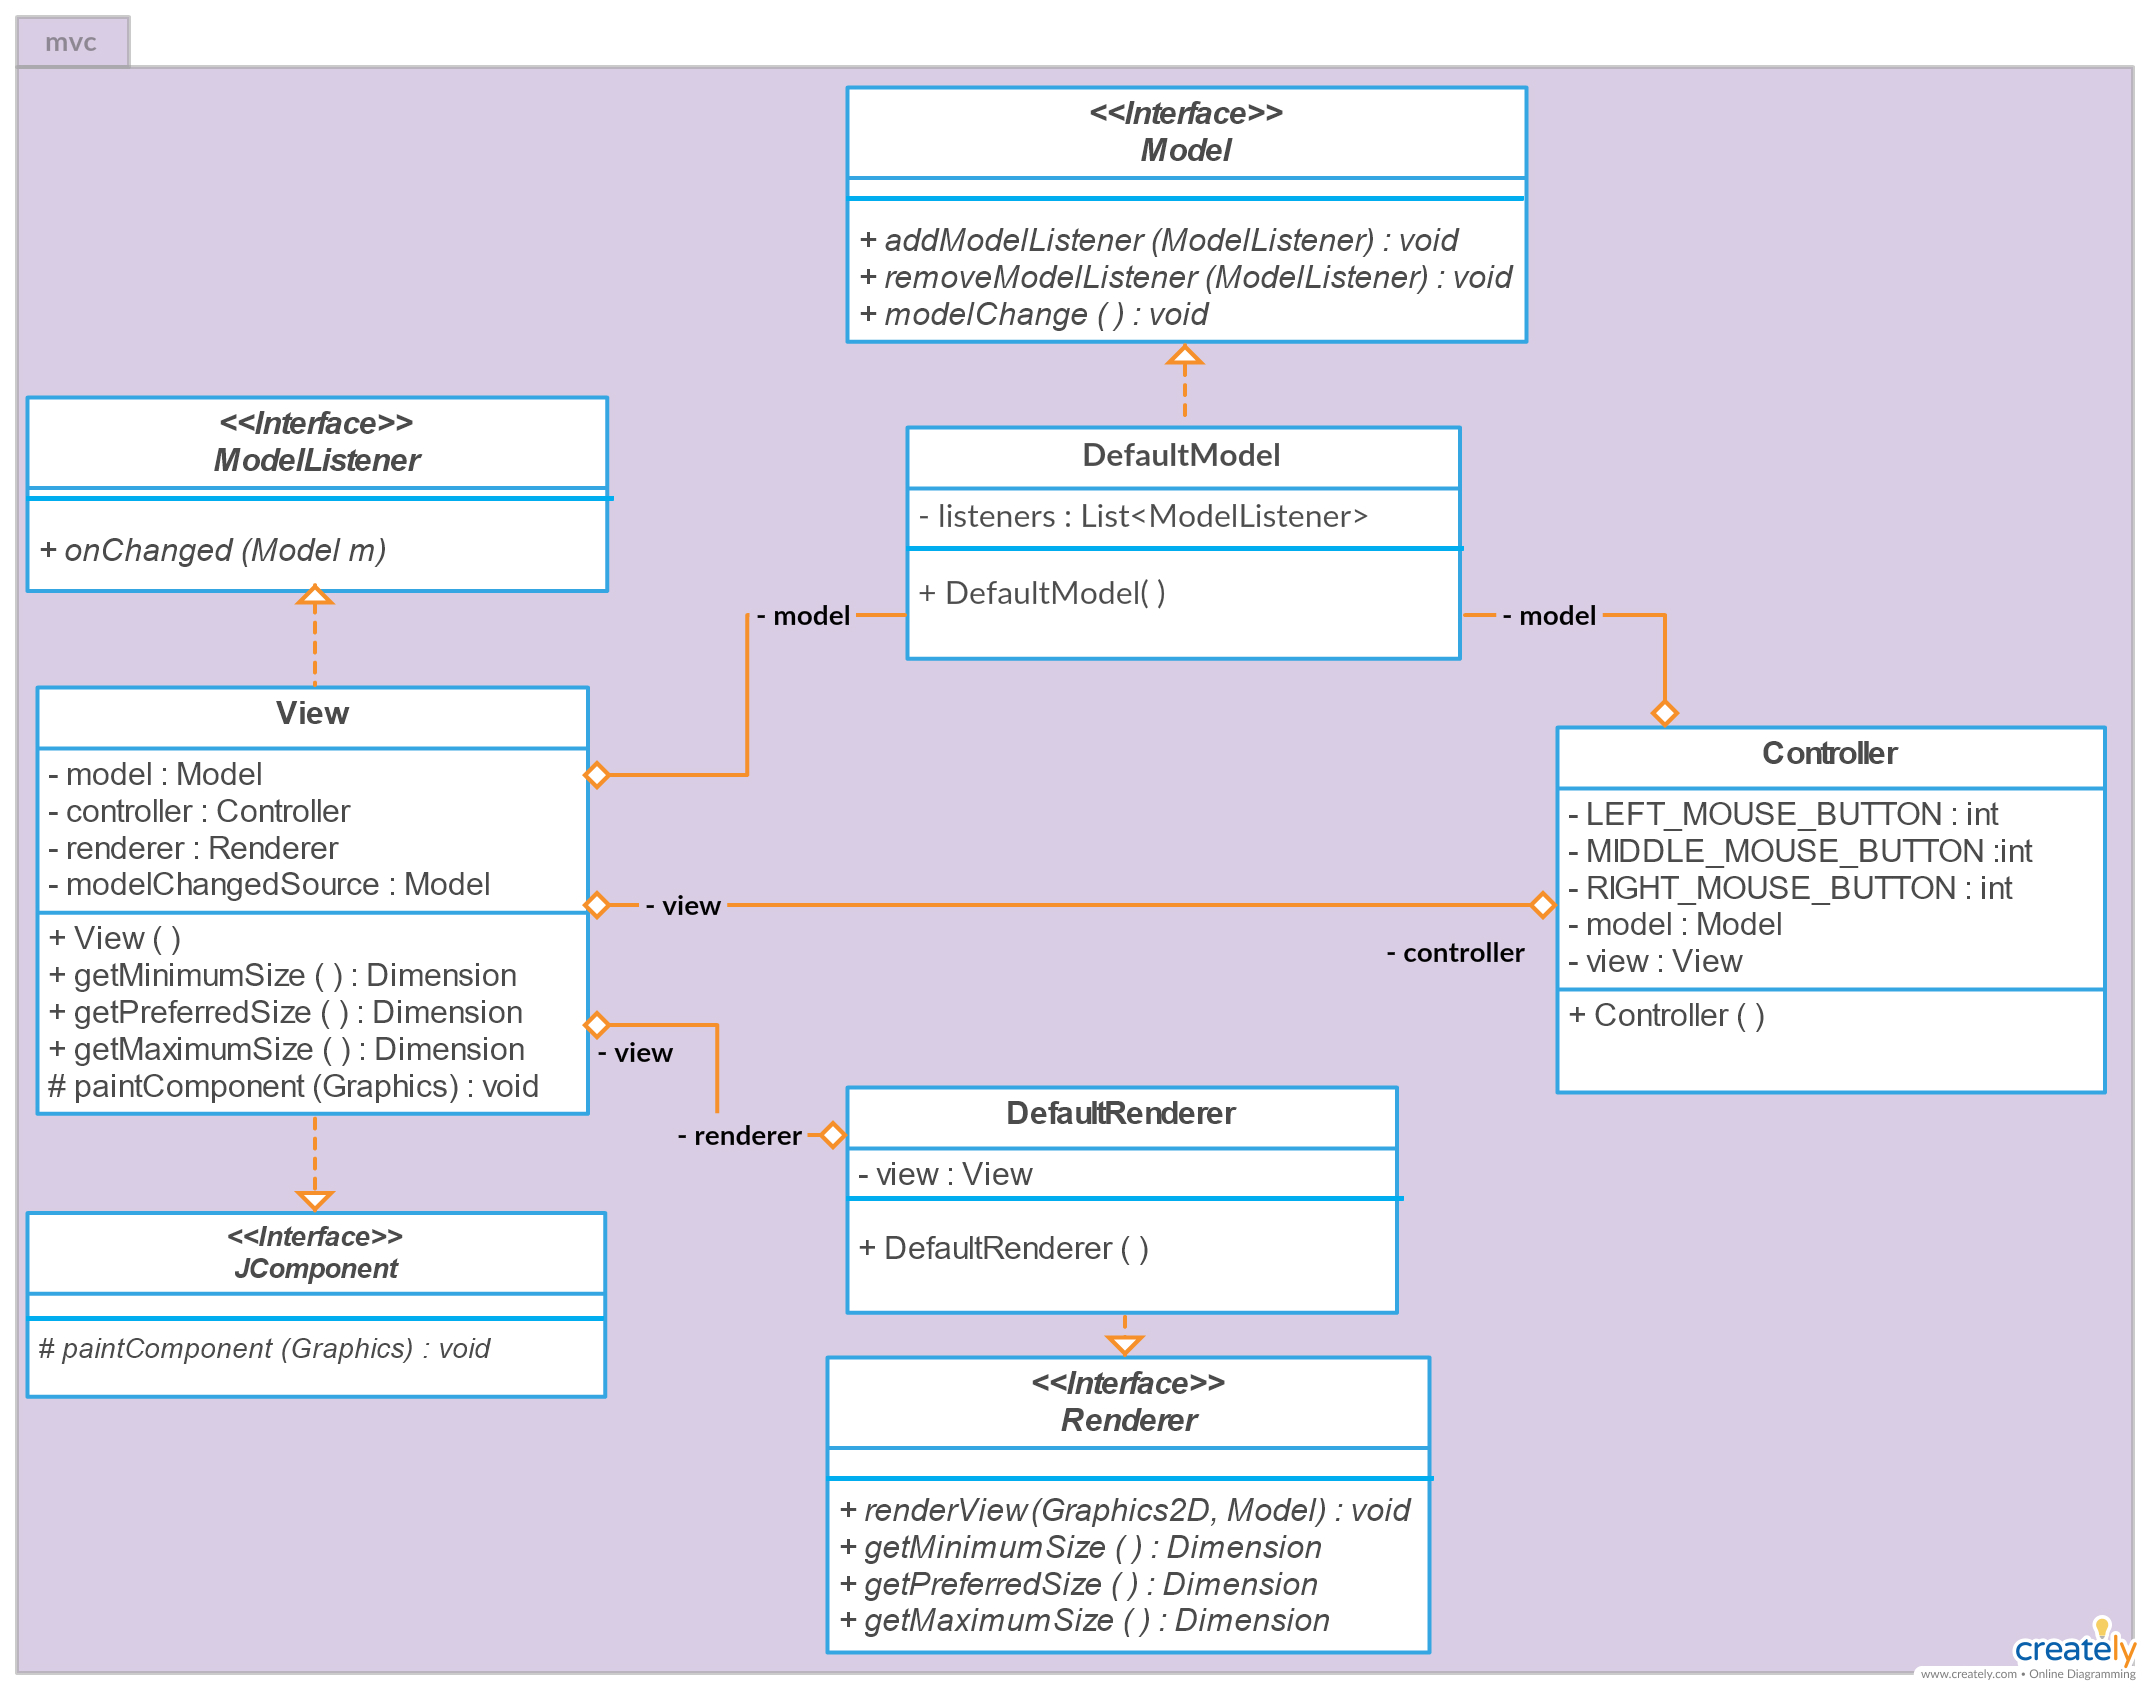 mvc
<<Interface>>
Model
+ addModelListener (ModelListener) : void
+ removeModelListener (ModelListener) : void
+ modelChange ( ) : void
<<Interface>>
ModelListener
+ onChanged (Model m)
DefaultModel
- listeners : List<ModelListener>
+ DefaultModel( )
- model
- model
View
- model : Model
- controller : Controller
- renderer : Renderer
- modelChangedSource : Model
+ View ( )
+ getMinimumSize ( ) : Dimension
+ getPreferredSize ( ) : Dimension
+ getMaximumSize ( ) : Dimension
# paintComponent (Graphics) : void
- view
- controller
Controller
- LEFT_MOUSE_BUTTON : int
- MIDDLE_MOUSE_BUTTON :int
- RIGHT_MOUSE_BUTTON : int
- model : Model
- view : View
+ Controller ( )
- view
- renderer
DefaultRenderer
- view : View
+ DefaultRenderer ( )
<<Interface>>
JComponent
# paintComponent (Graphics) : void
<<Interface>>
Renderer
+ renderView(Graphics2D, Model) : void
+ getMinimumSize ( ) : Dimension
+ getPreferredSize ( ) : Dimension
+ getMaximumSize ( ) : Dimension
creately
www.creately.com • Online Diagramming